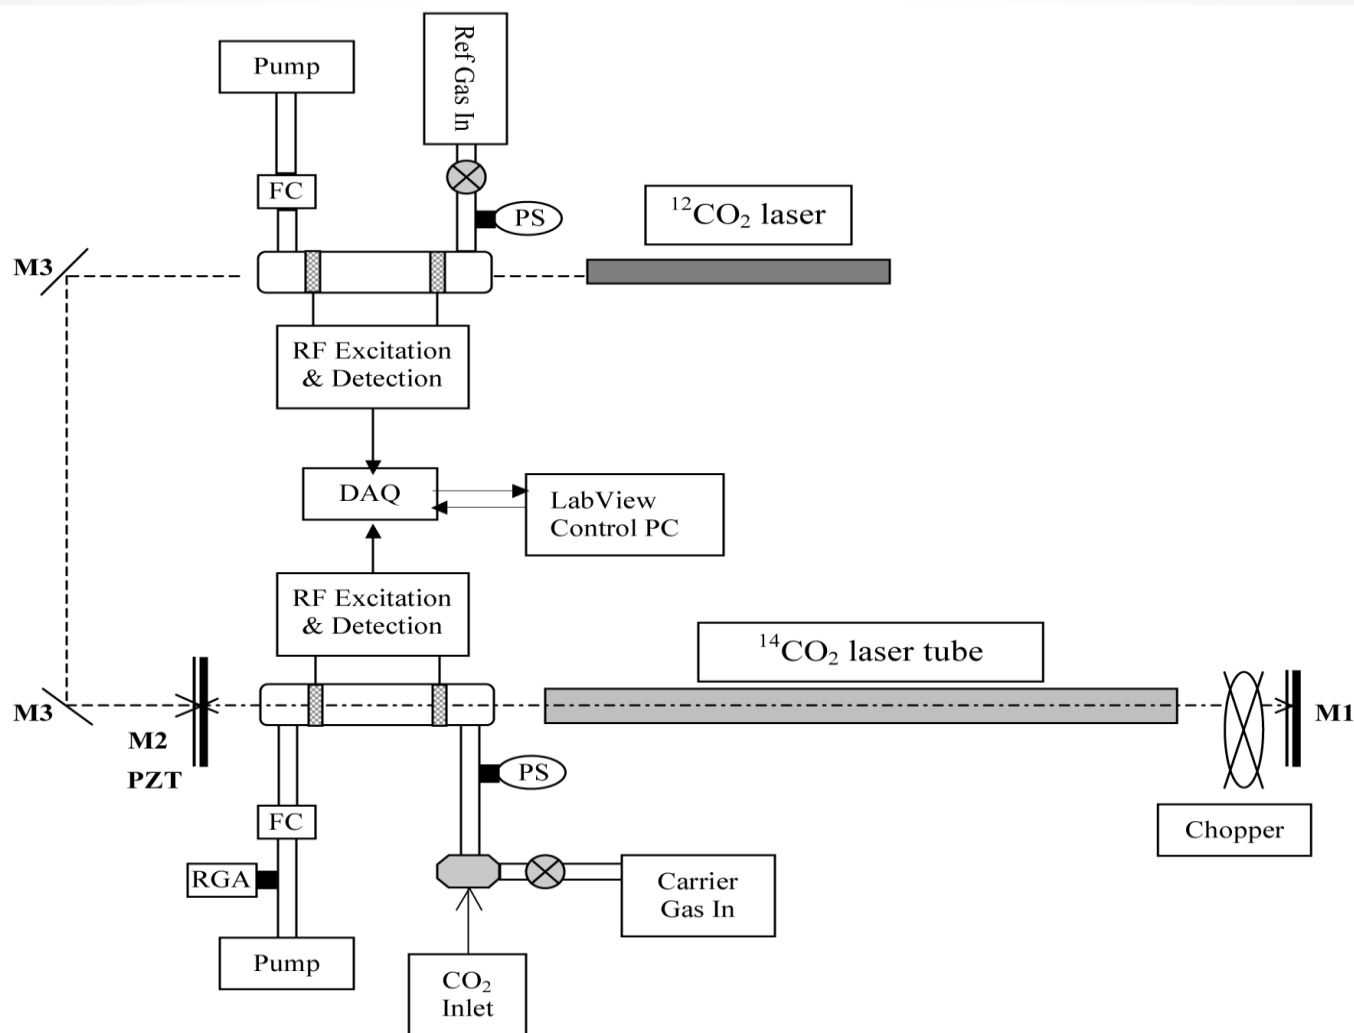 Pump
Ref Gas In
FC
PS
¹²CO₂ laser
M3
RF Excitation
& Detection
DAQ
LabView
Control PC
RF Excitation
& Detection
¹⁴CO₂ laser tube
M3
M2
PZT
M1
PS
FC
Chopper
RGA
Carrier
Gas In
Pump
CO₂
Inlet